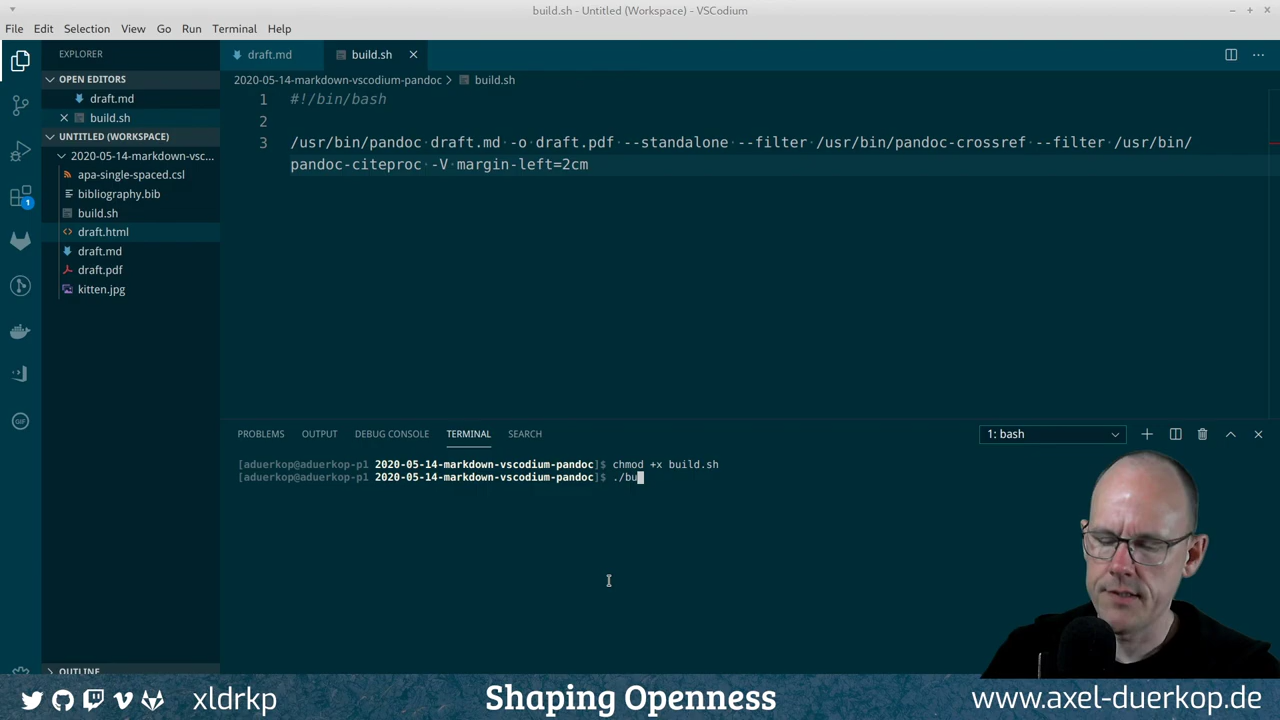 build.sh - Untitled (Workspace) - VSCodium
File Edit Selection View Go Run Terminal Help
EXPLORER
OPEN EDITORS
draft.md
build.sh
UNTITLED (WORKSPACE)
2020-05-14-markdown-vsc...
apa-single-spaced.csl
bibliography.bib
build.sh
draft.html
draft.md
draft.pdf
kitten.jpg
OUTLINE
1
GIF
draft.md build.sh
2020-05-14-markdown-vscodium-pandoc > build.sh
1 #!/bin/bash
2
3 /usr/bin/pandoc draft.md -o draft.pdf --standalone --filter /usr/bin/pandoc-crossref --filter /usr/bin/
pandoc-citeproc -V margin-left=2cm
PROBLEMS OUTPUT DEBUG CONSOLE TERMINAL SEARCH
1: bash
[aduerkop@aduerkop-p1 2020-05-14-markdown-vscodium-pandoc]$ chmod +x build.sh
[aduerkop@aduerkop-p1 2020-05-14-markdown-vscodium-pandoc]$ ./bu
xldrkp
Shaping Openness
www.axel-duerkop.de